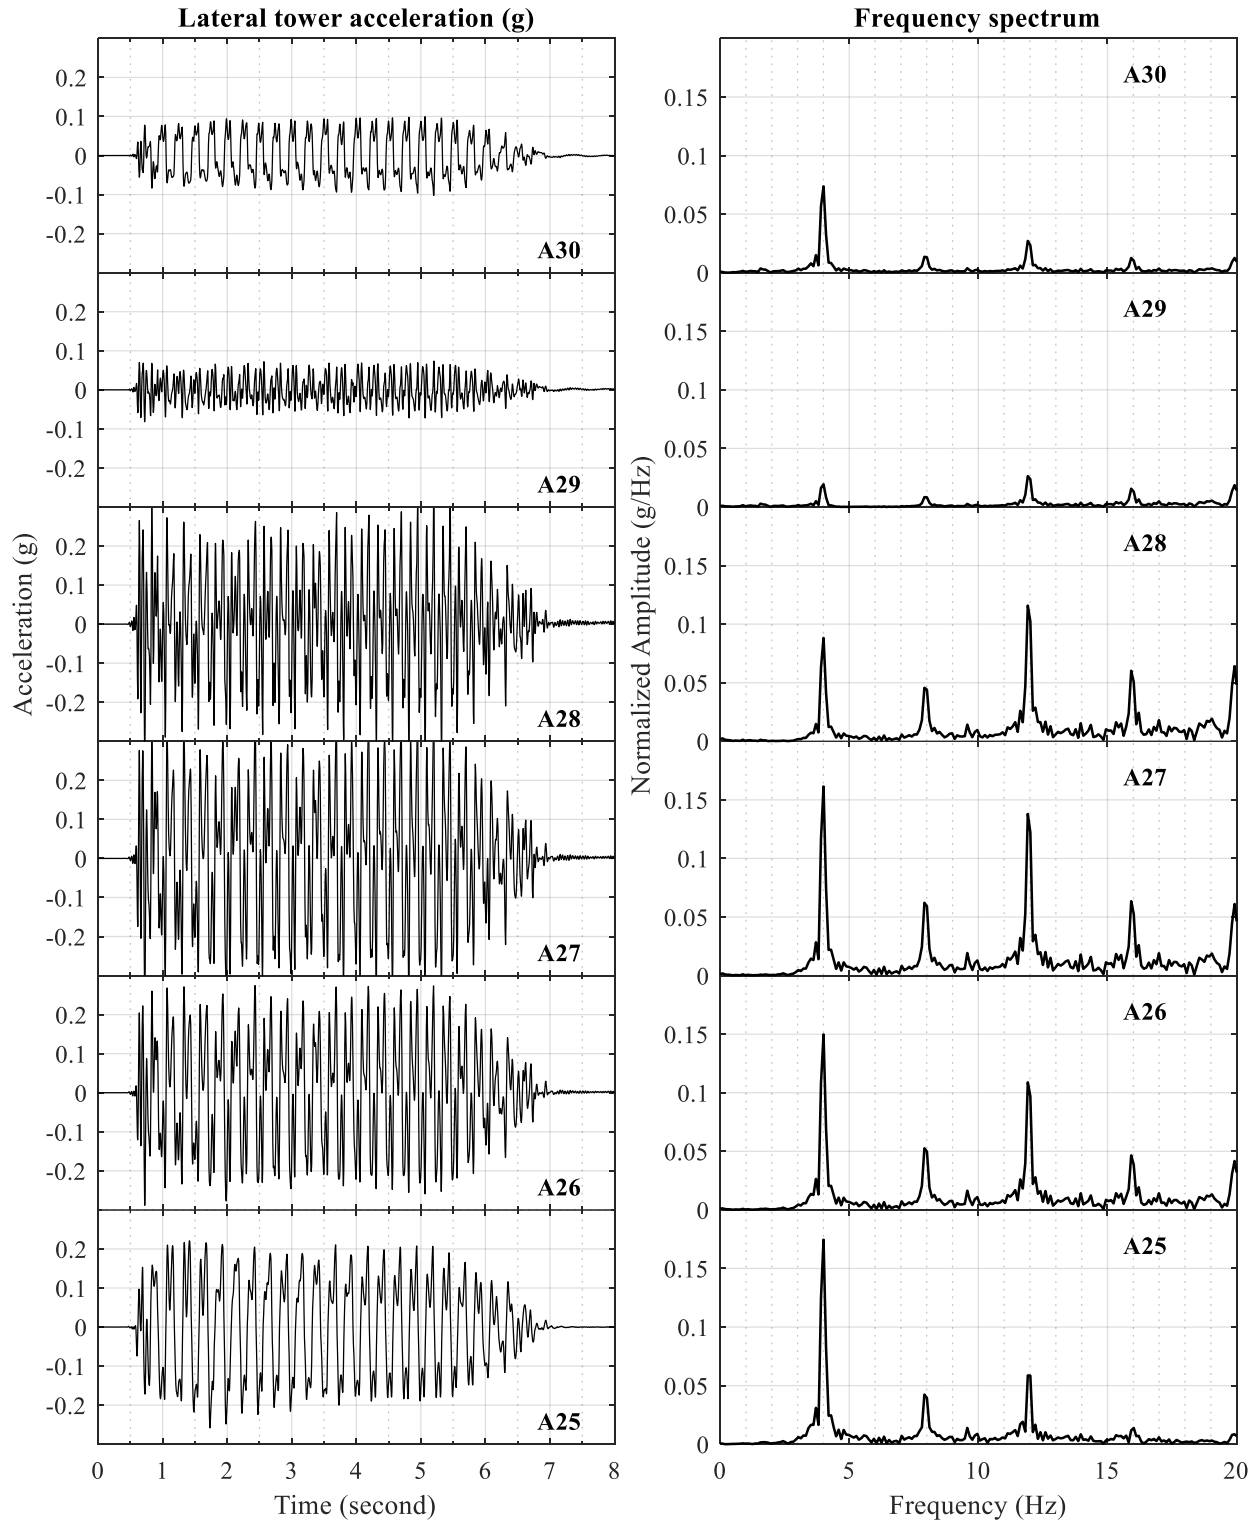 Lateral tower acceleration (g)
Frequency spectrum
0.2
0.1
0
-0.1
-0.2
A30
0.15
0.1
0.05
0
A30
0.2
0.1
0
-0.1
-0.2
A29
0.15
0.1
0.05
0
A29
0.2
0.1
0
-0.1
-0.2
A28
0.15
0.1
0.05
0
A28
0.2
0.1
0
-0.1
-0.2
A27
0.15
0.1
0.05
0
A27
0.2
0.1
0
-0.1
-0.2
A26
0.15
0.1
0.05
0
A26
0.2
0.1
0
-0.1
-0.2
A25
0.15
0.1
0.05
0
A25
Acceleration (g)
Normalized Amplitude (g/Hz)
0 1 2 3 4 5 6 7 8
Time (second)
0 5 10 15 20
Frequency (Hz)